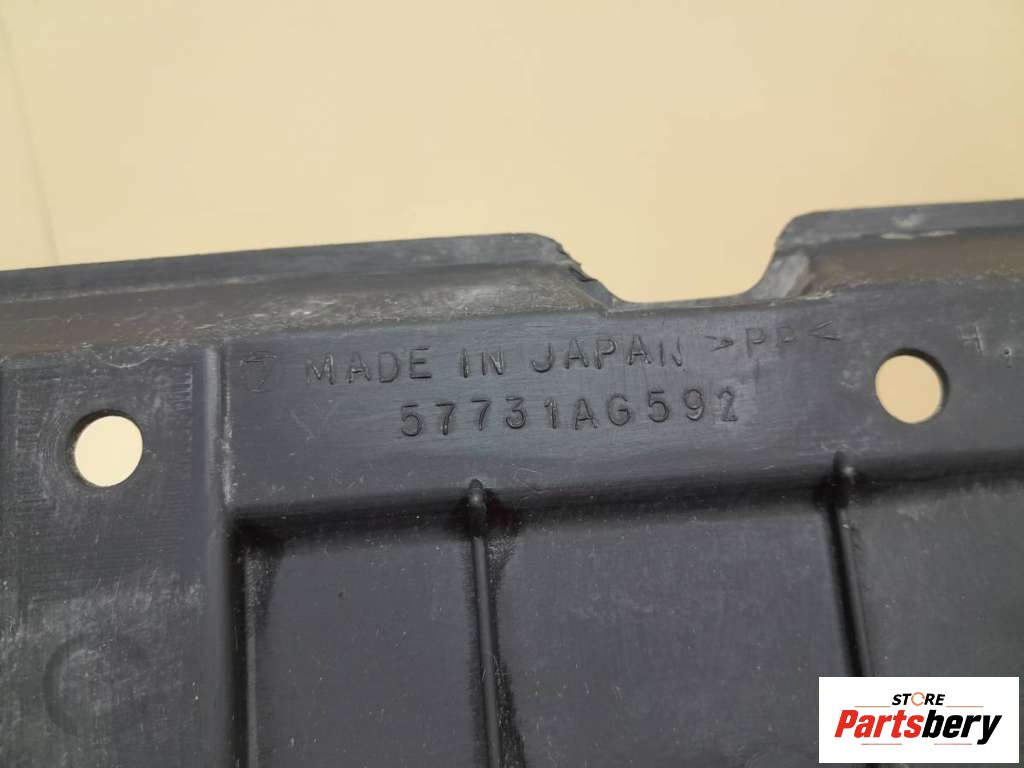 MADE IN JAPAN >PP<
57731AG592
H
STORE
Partsbery